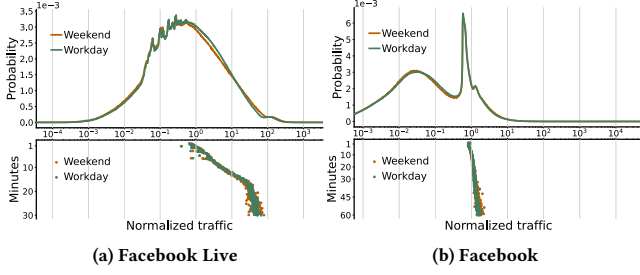 1e−3
3.5
3.0
2.5
2.0
1.5
1.0
0.5
0.0
Probability
Weekend
Workday
10⁻⁴ 10⁻³ 10⁻² 10⁻¹ 10⁰ 10¹ 10² 10³
1
10
20
30
Minutes
Weekend
Workday
Normalized traffic
(a) Facebook Live
1e−3
6
5
4
3
2
1
0
Probability
Weekend
Workday
10⁻³ 10⁻² 10⁻¹ 10⁰ 10¹ 10² 10³ 10⁴
1
15
30
45
60
Minutes
Weekend
Workday
Normalized traffic
(b) Facebook